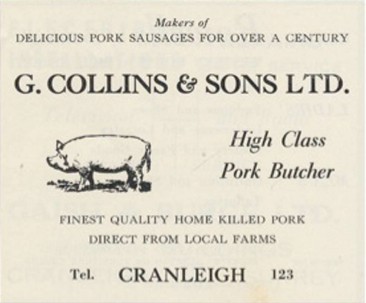 Makers of
DELICIOUS PORK SAUSAGES FOR OVER A CENTURY
G. COLLINS & SONS LTD.
High Class
Pork Butcher
FINEST QUALITY HOME KILLED PORK
DIRECT FROM LOCAL FARMS
Tel. CRANLEIGH 123